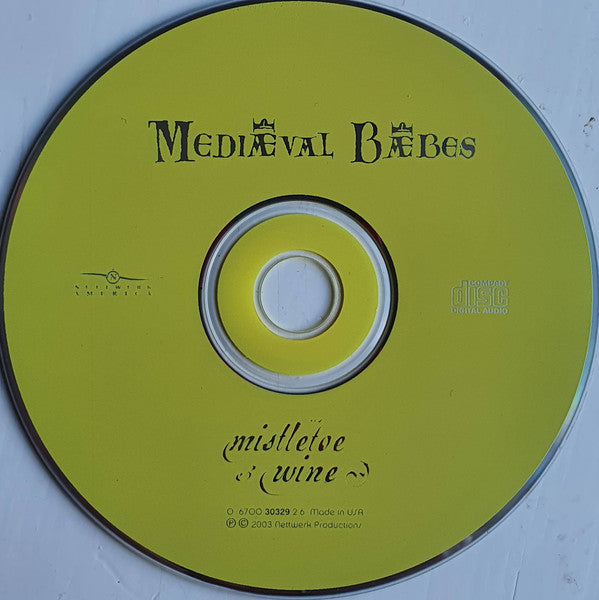 MEDIÆVAL BÆBES
N
NETTWERK
AMERICA
COMPACT
disc
DIGITAL AUDIO
mistletoe
& wine
0 6700 30329 2 6 Made in USA
℗ © 2003 Nettwerk Productions